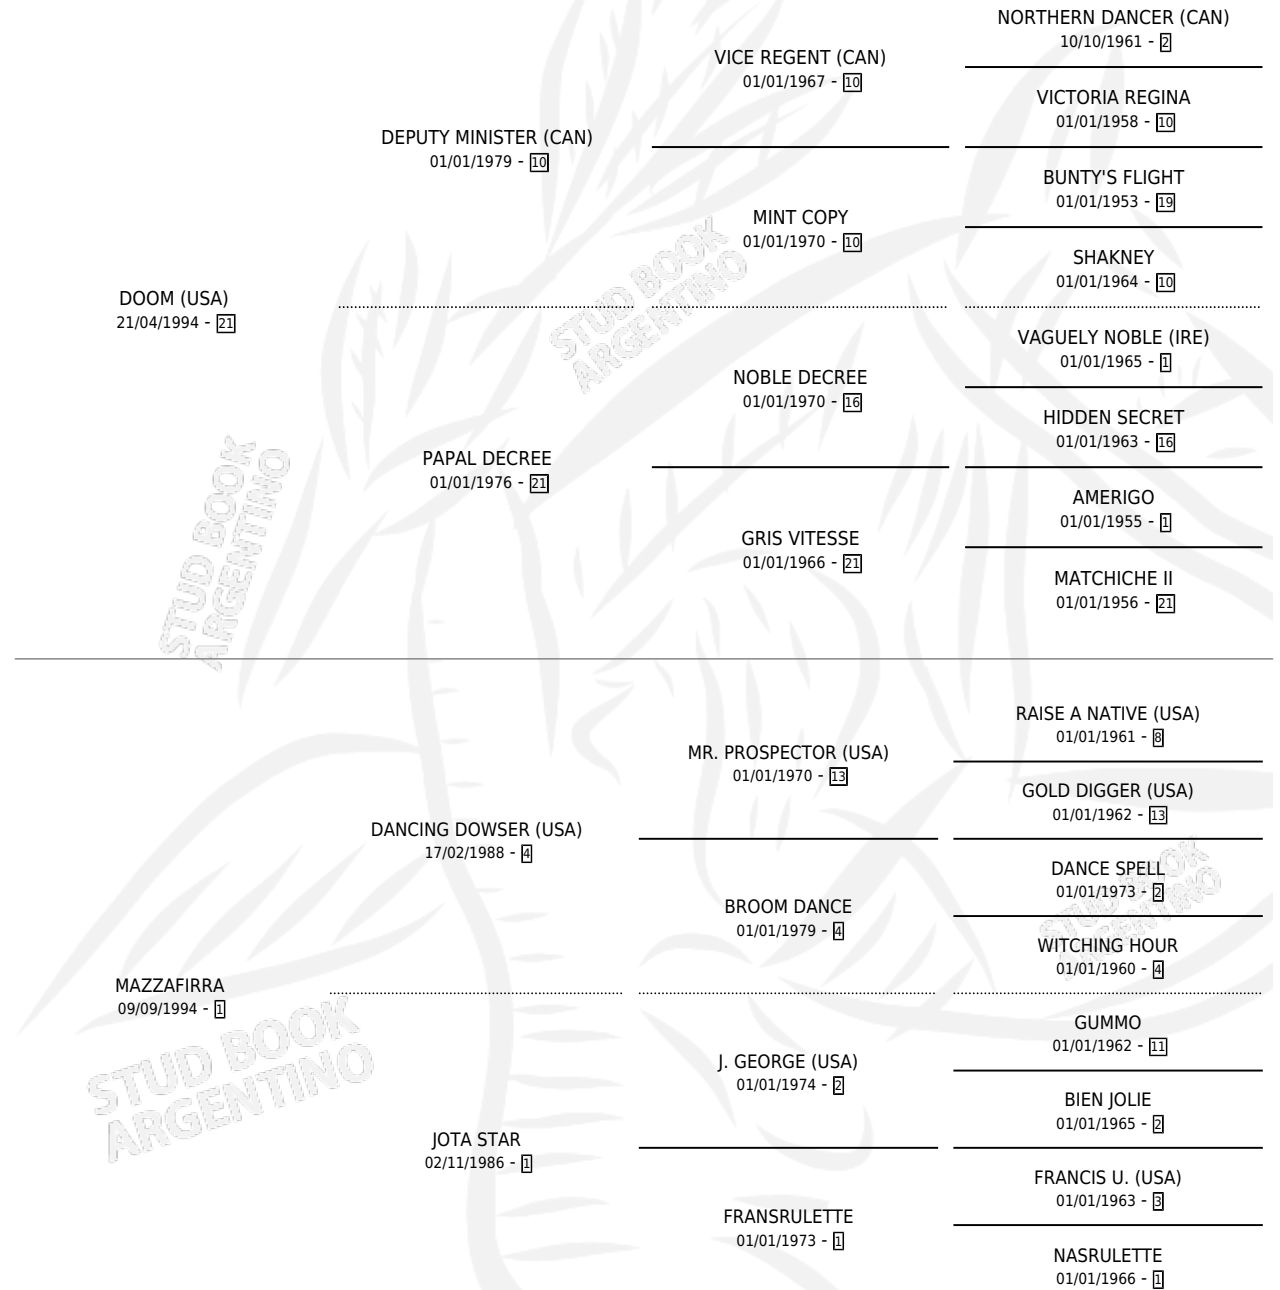 NORTHERN DANCER (CAN)
10/10/1961 - 2
VICE REGENT (CAN)
01/01/1967 - 10
VICTORIA REGINA
01/01/1958 - 10
DEPUTY MINISTER (CAN)
01/01/1979 - 10
BUNTY'S FLIGHT
01/01/1953 - 19
MINT COPY
01/01/1970 - 10
SHAKNEY
01/01/1964 - 10
DOOM (USA)
21/04/1994 - 21
VAGUELY NOBLE (IRE)
01/01/1965 - 1
NOBLE DECREE
01/01/1970 - 16
HIDDEN SECRET
01/01/1963 - 16
PAPAL DECREE
01/01/1976 - 21
AMERIGO
01/01/1955 - 1
GRIS VITESSE
01/01/1966 - 21
MATCHICHE II
01/01/1956 - 21
STUD BOOK
ARGENTINO
STUD BOOK
ARGENTINO
RAISE A NATIVE (USA)
01/01/1961 - 8
MR. PROSPECTOR (USA)
01/01/1970 - 13
GOLD DIGGER (USA)
01/01/1962 - 13
DANCING DOWSER (USA)
17/02/1988 - 4
DANCE SPELL
01/01/1973 - 2
BROOM DANCE
01/01/1979 - 4
WITCHING HOUR
01/01/1960 - 4
MAZZAFIRRA
09/09/1994 - 1
GUMMO
01/01/1962 - 11
J. GEORGE (USA)
01/01/1974 - 2
BIEN JOLIE
01/01/1965 - 2
JOTA STAR
02/11/1986 - 1
FRANCIS U. (USA)
01/01/1963 - 3
FRANSRULETTE
01/01/1973 - 1
NASRULETTE
01/01/1966 - 1
STUD BOOK
ARGENTINO
STUD BOOK
ARGENTINO